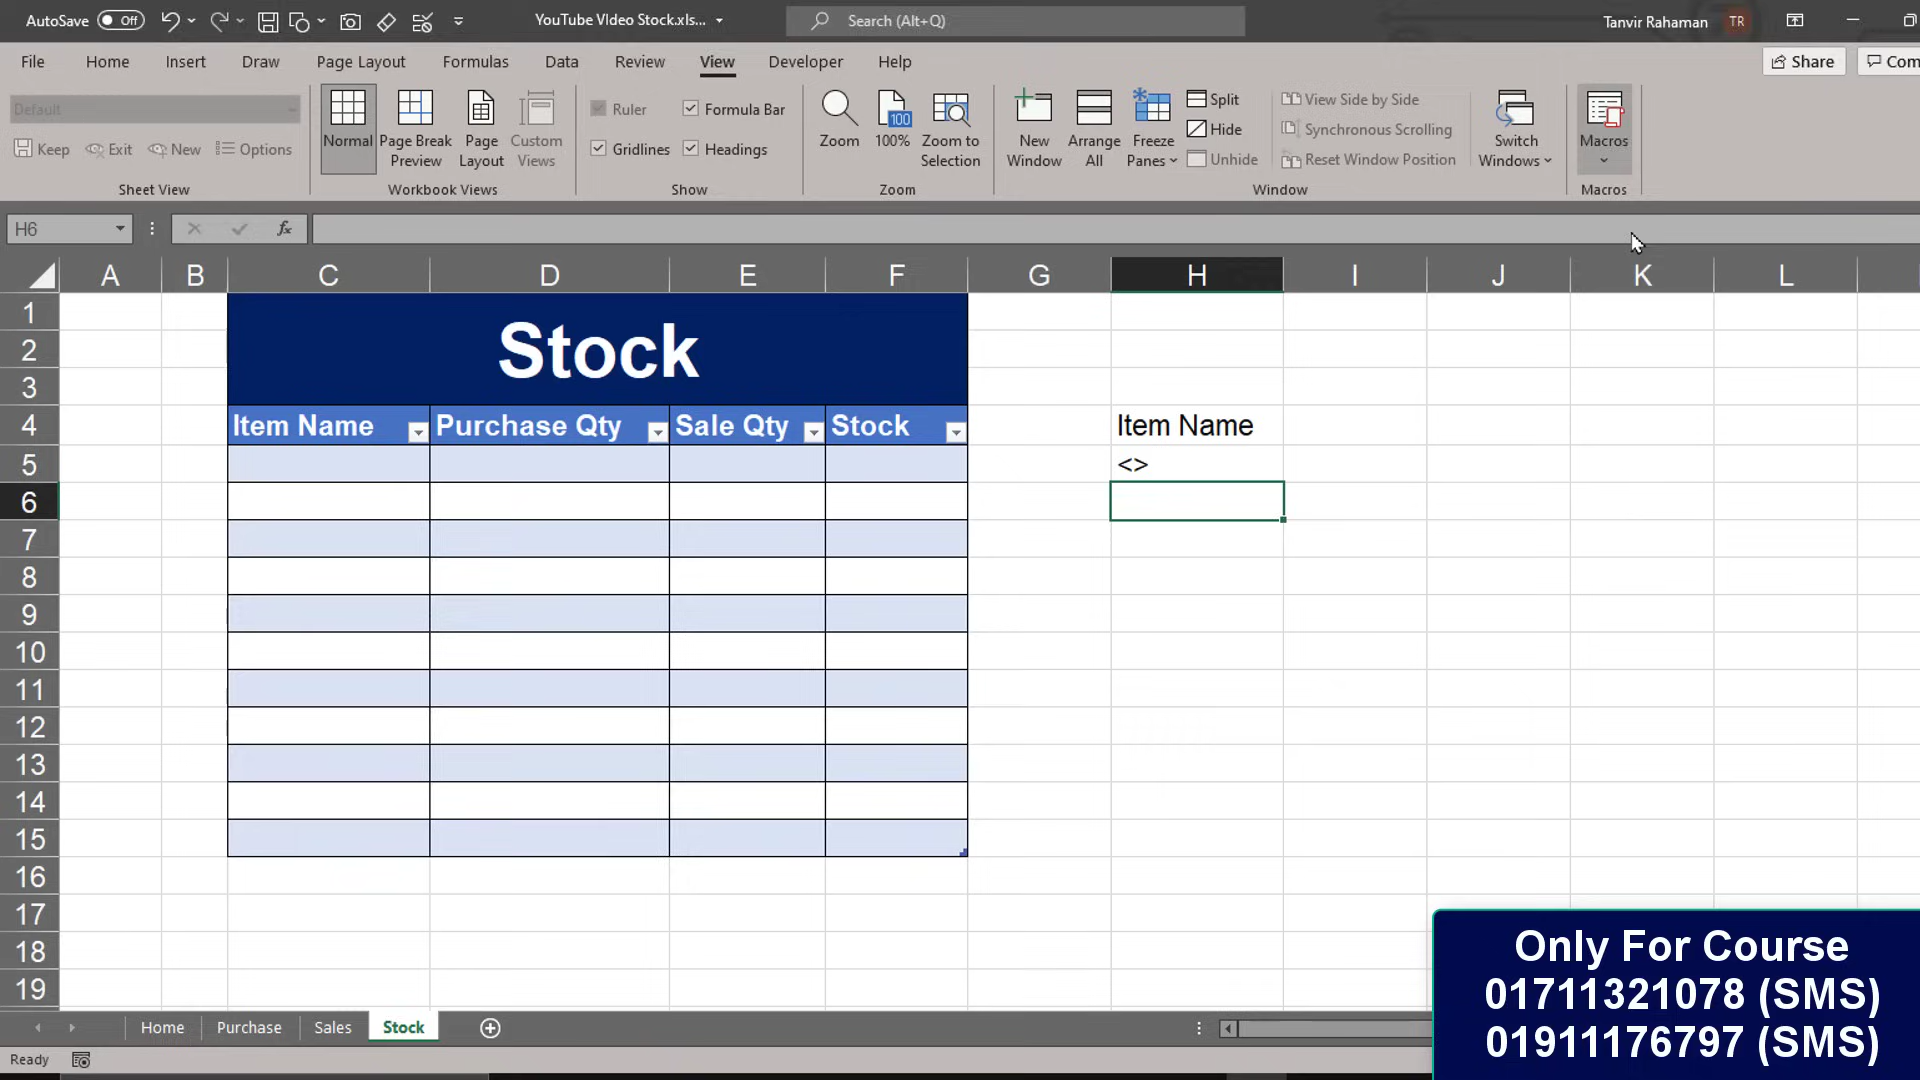 AutoSave Off YouTube VIdeo Stock.xls... Search (Alt+Q) Tanvir Rahaman TR
File Home Insert Draw Page Layout Formulas Data Review View Developer Help Share Com
Default
Keep Exit New Options
Sheet View
Normal
Page Break Preview
Page Layout
Custom Views
Workbook Views
Ruler Formula Bar
Gridlines Headings
Show
Zoom
100
100%
Zoom to Selection
Zoom
New Window
Arrange All
Freeze Panes
Split
Hide
Unhide
View Side by Side
Synchronous Scrolling
Reset Window Position
Switch Windows
Window
Macros
Macros
H6 fx
A B C D E F G H I J K L
1
2 Stock
3
4 Item Name Purchase Qty Sale Qty Stock Item Name
5 <>
6
7
8
9
10
11
12
13
14
15
16
17
18
19
Only For Course
01711321078 (SMS)
01911176797 (SMS)
Home Purchase Sales Stock
Ready